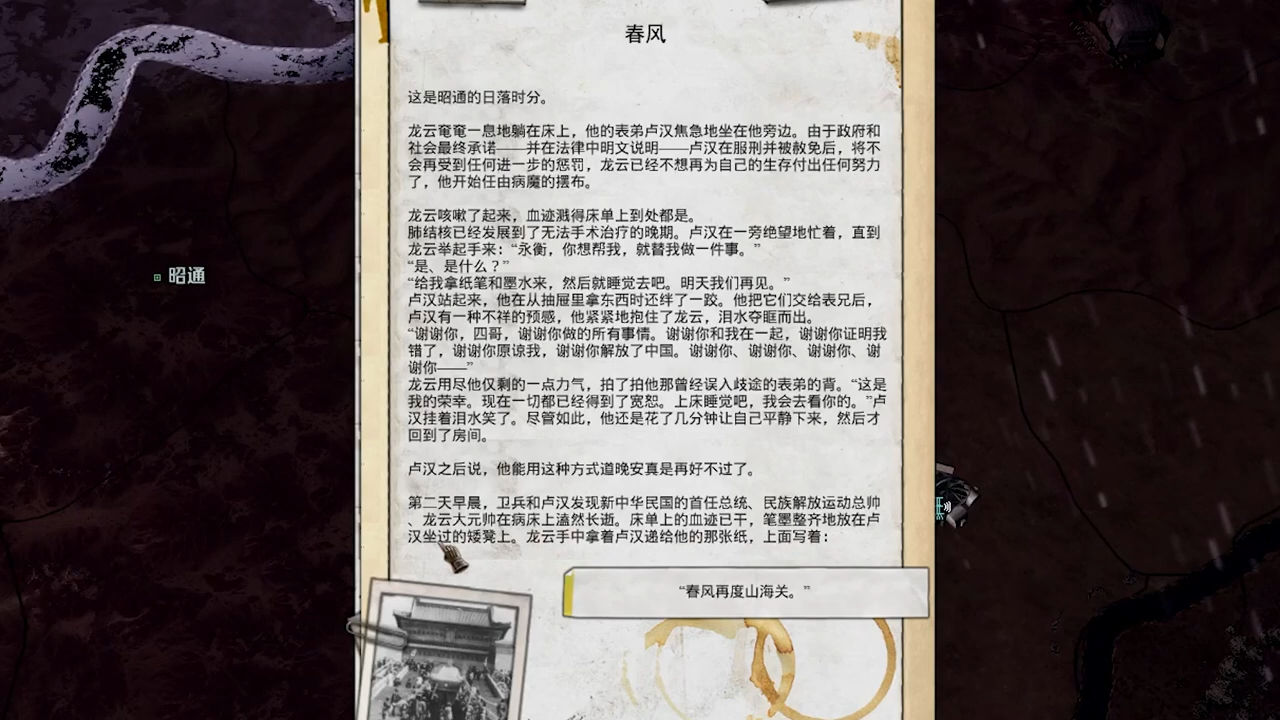 春风
这是昭通的日落时分。
龙云奄奄一息地躺在床上，他的表弟卢汉焦急地坐在他旁边。由于政府和
社会最终承诺——并在法律中明文说明——卢汉在服刑并被赦免后，将不
会再受到任何进一步的惩罚，龙云已经不想再为自己的生存付出任何努力
了，他开始任由病魔的摆布。
龙云咳嗽了起来，血迹溅得床单上到处都是。
肺结核已经发展到了无法手术治疗的晚期。卢汉在一旁绝望地忙着，直到
龙云举起手来：“永衡，你想帮我，就替我做一件事。”
“是、是什么？”
“给我拿纸笔和墨水来，然后就睡觉去吧。明天我们再见。”
卢汉站起来，他在从抽屉里拿东西时还绊了一跤。他把它们交给表兄后，
卢汉有一种不祥的预感，他紧紧地抱住了龙云，泪水夺眶而出。
“谢谢你，四哥，谢谢你做的所有事情。谢谢你和我在一起，谢谢你证明我
错了，谢谢你原谅我，谢谢你解放了中国。谢谢你、谢谢你、谢谢你、谢
谢你——”
龙云用尽他仅剩的一点力气，拍了拍他那曾经误入歧途的表弟的背。“这是
我的荣幸。现在一切都已经得到了宽恕。上床睡觉吧，我会去看你的。”卢
汉挂着泪水笑了。尽管如此，他还是花了几分钟让自己平静下来，然后才
回到了房间。
卢汉之后说，他能用这种方式道晚安真是再好不过了。
第二天早晨，卫兵和卢汉发现新中华民国的首任总统、民族解放运动总帅
、龙云大元帅在病床上溘然长逝。床单上的血迹已干，笔墨整齐地放在卢
汉坐过的矮凳上。龙云手中拿着卢汉递给他的那张纸，上面写着：
“春风再度山海关。”
昭通